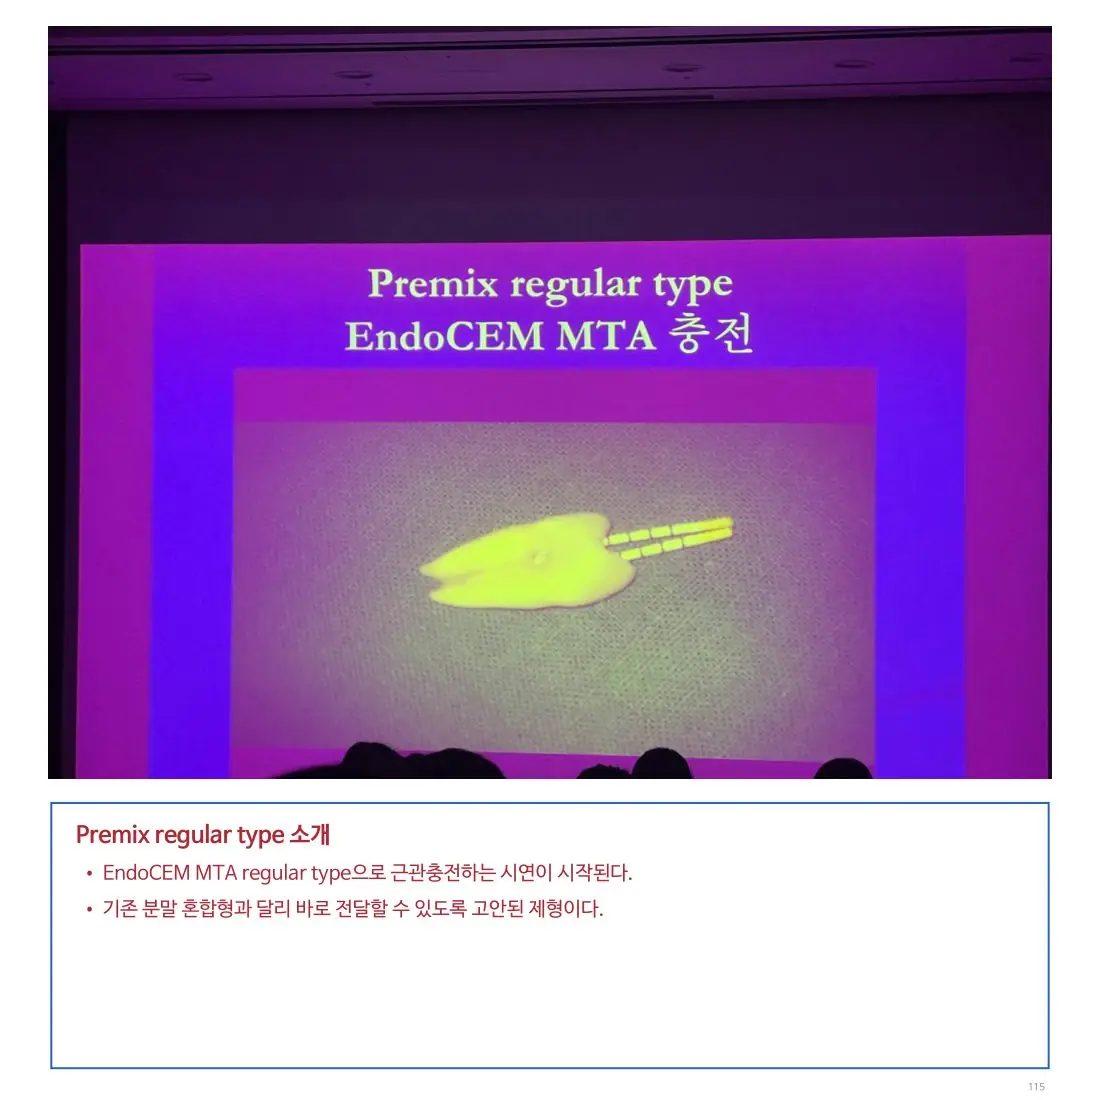 Premix regular type
EndoCEM MTA 충전
Premix regular type 소개
• EndoCEM MTA regular type으로 근관충전하는 시연이 시작된다.
• 기존 분말 혼합형과 달리 바로 전달할 수 있도록 고안된 제형이다.
115